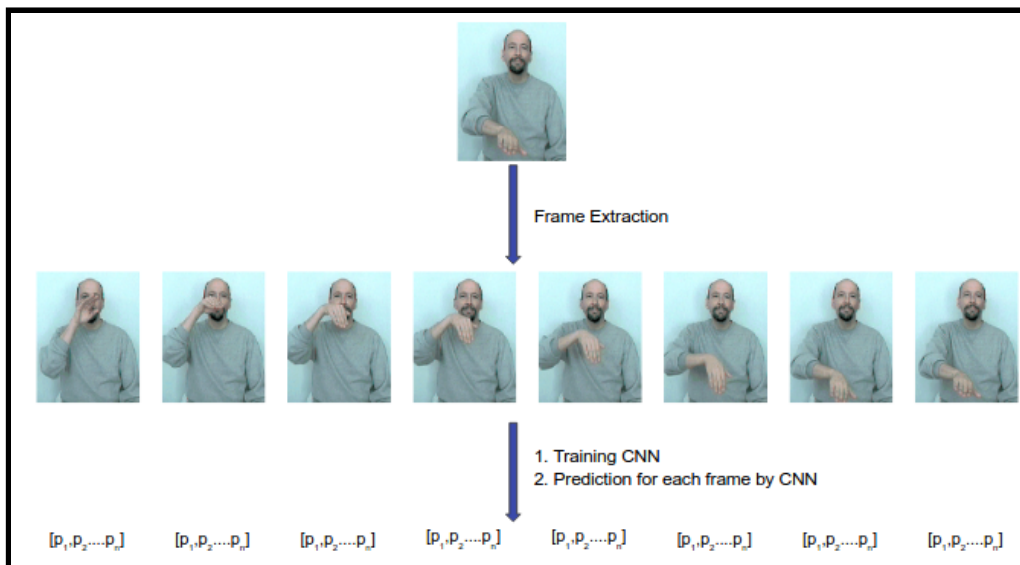 Frame Extraction
1. Training CNN
2. Prediction for each frame by CNN
[p₁,p₂....pₙ] [p₁,p₂....pₙ] [p₁,p₂....pₙ] [p₁,p₂....pₙ] [p₁,p₂....pₙ] [p₁,p₂....pₙ] [p₁,p₂....pₙ] [p₁,p₂....pₙ]